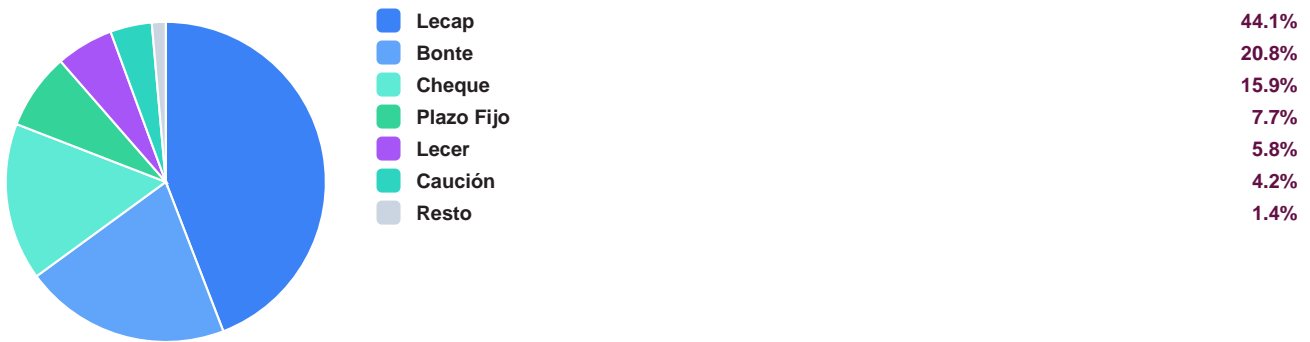 Lecap 44.1%
Bonte 20.8%
Cheque 15.9%
Plazo Fijo 7.7%
Lecer 5.8%
Caución 4.2%
Resto 1.4%